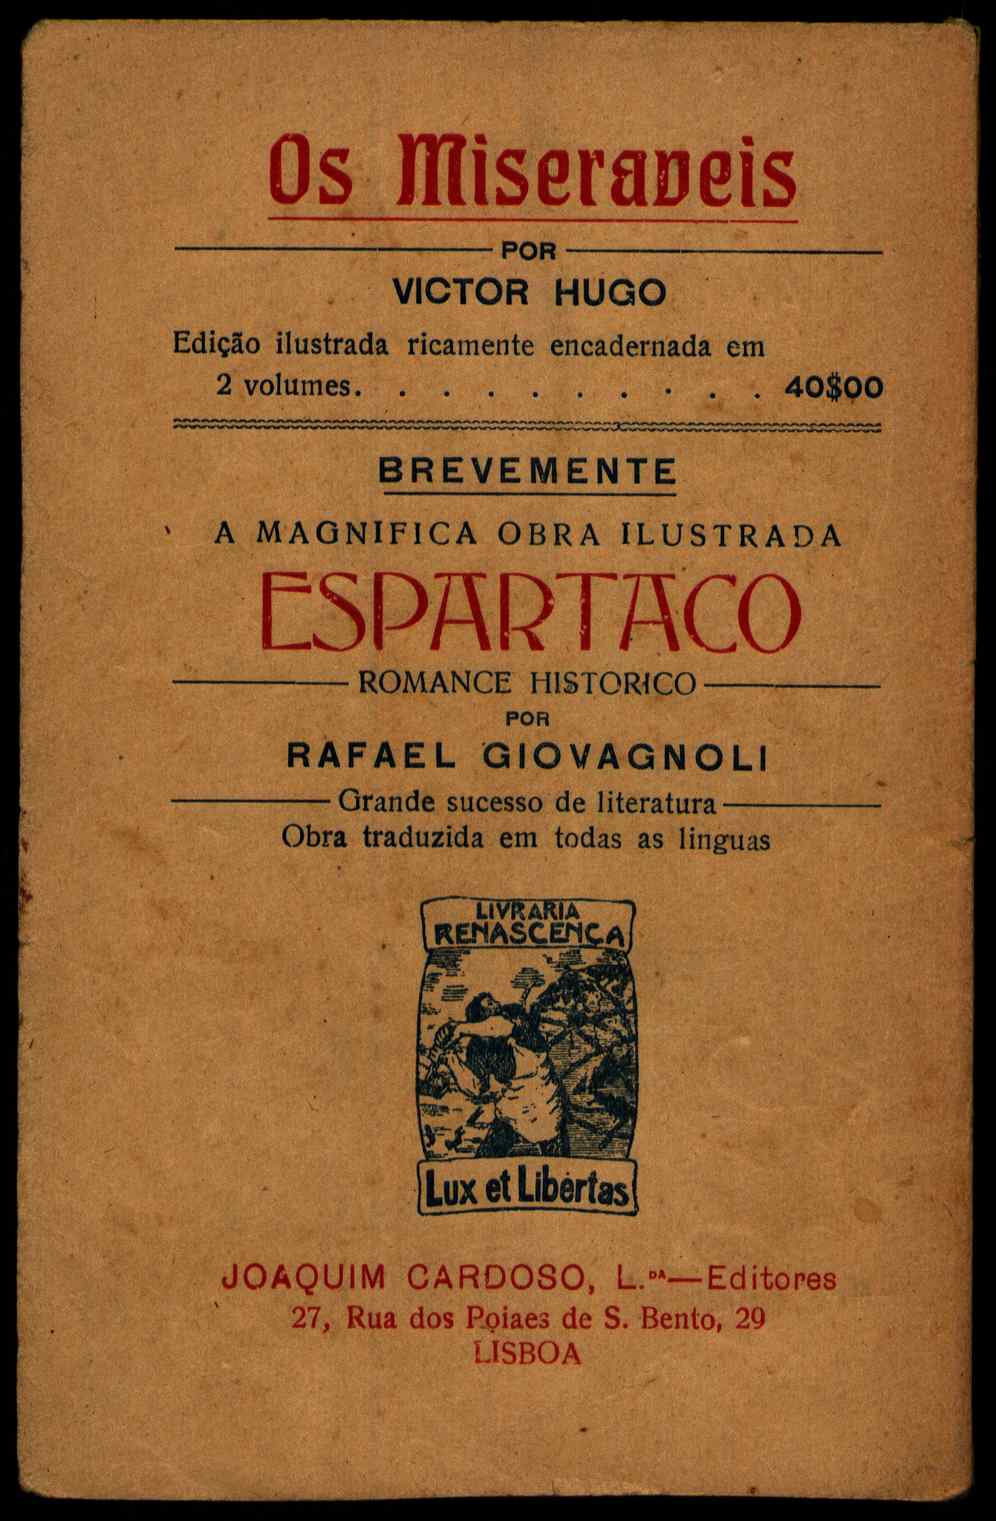 Os Miseraveis
POR
VICTOR HUGO
Edição ilustrada ricamente encadernada em
2 volumes. . . . . . . . . . 40$00
BREVEMENTE
A MAGNIFICA OBRA ILUSTRADA
ESPARTACO
ROMANCE HISTORICO
POR
RAFAEL GIOVAGNOLI
Grande sucesso de literatura
Obra traduzida em todas as linguas
LIVRARIA
RENASCENÇA
Lux et Libertas
JOAQUIM CARDOSO, L.DA—Editores
27, Rua dos Poiaes de S. Bento, 29
LISBOA